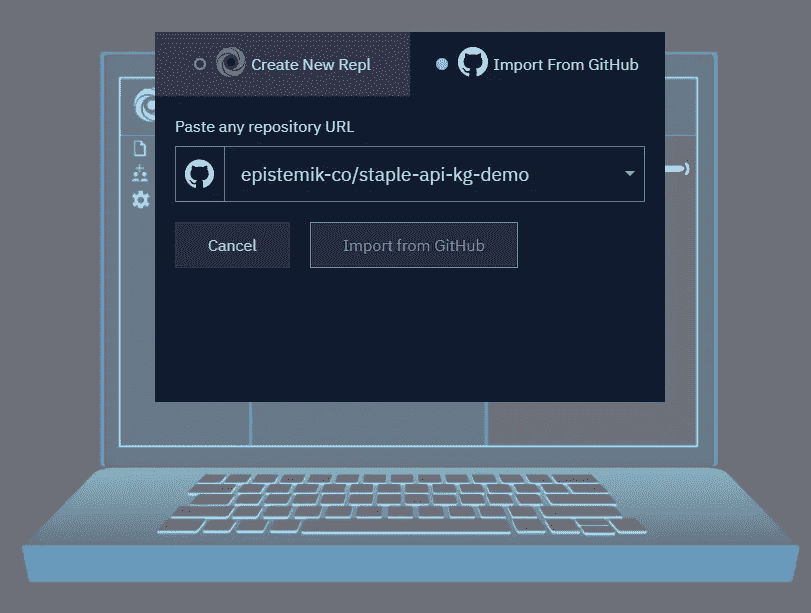 Create New Repl
Import From GitHub
Paste any repository URL
epistemik-co/staple-api-kg-demo
Cancel
Import from GitHub